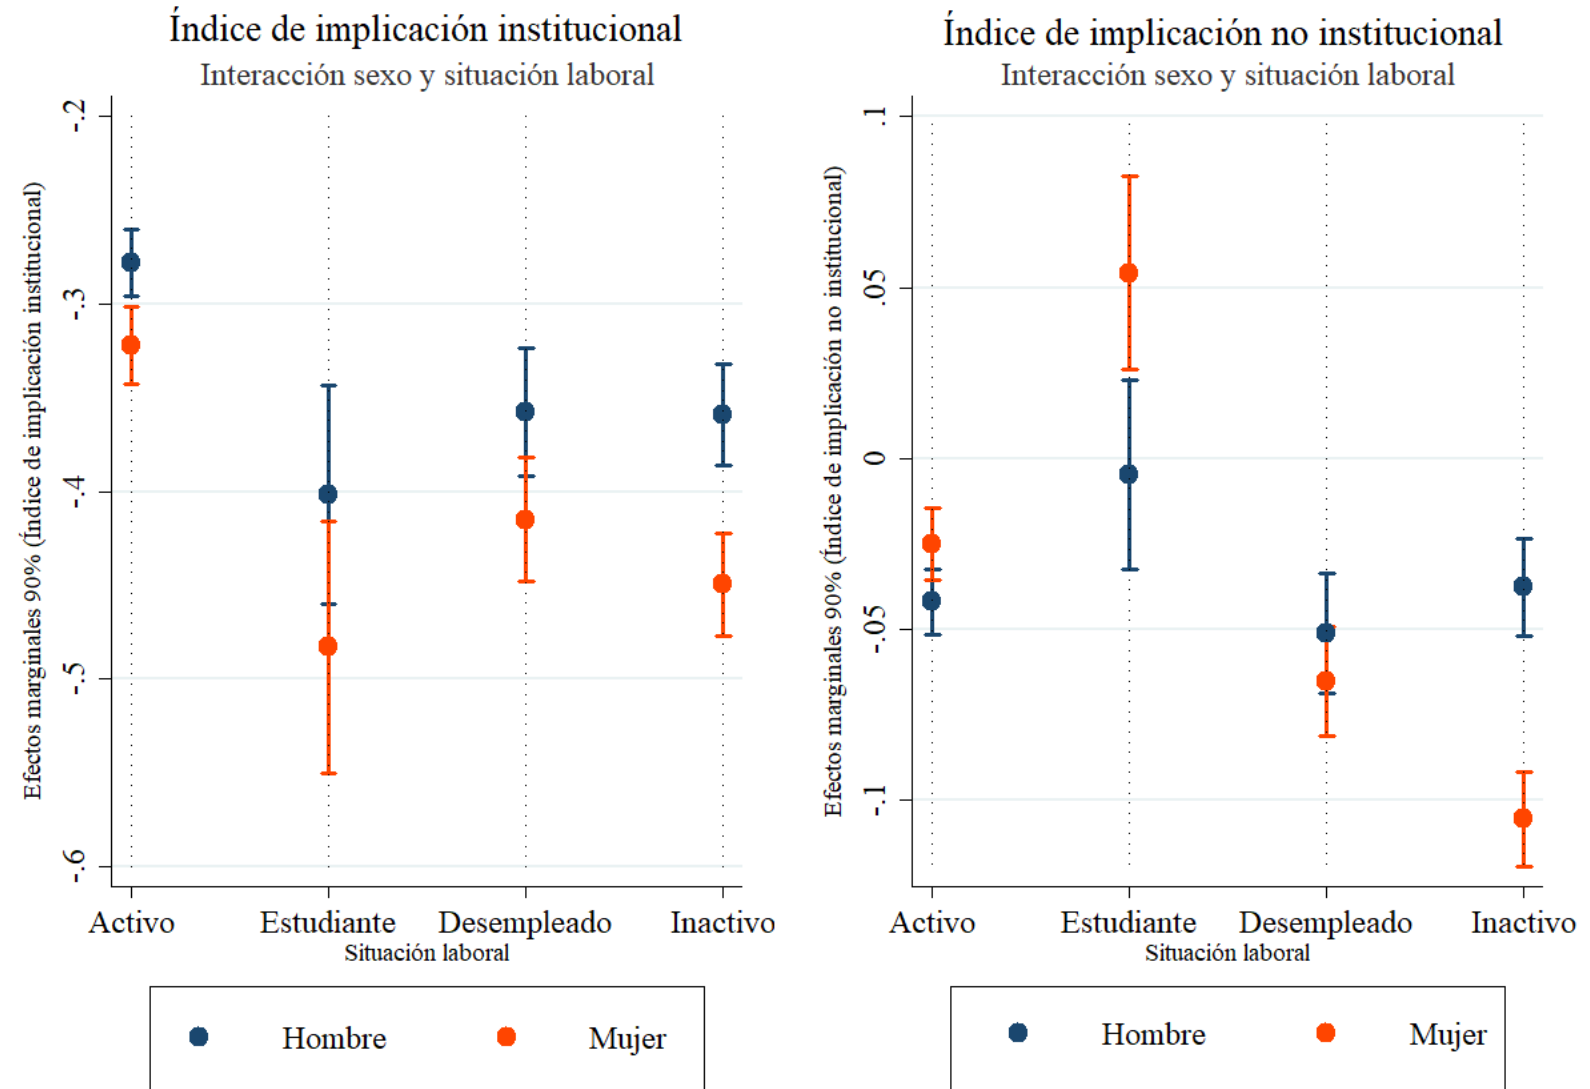 Índice de implicación institucional
Interacción sexo y situación laboral
Efectos marginales 90% (Índice de implicación institucional)
-.2
-.3
-.4
-.5
-.6
Activo Estudiante Desempleado Inactivo
Situación laboral
Hombre Mujer
Índice de implicación no institucional
Interacción sexo y situación laboral
Efectos marginales 90% (Índice de implicación no institucional)
.1
.05
0
-.05
-.1
Activo Estudiante Desempleado Inactivo
Situación laboral
Hombre Mujer